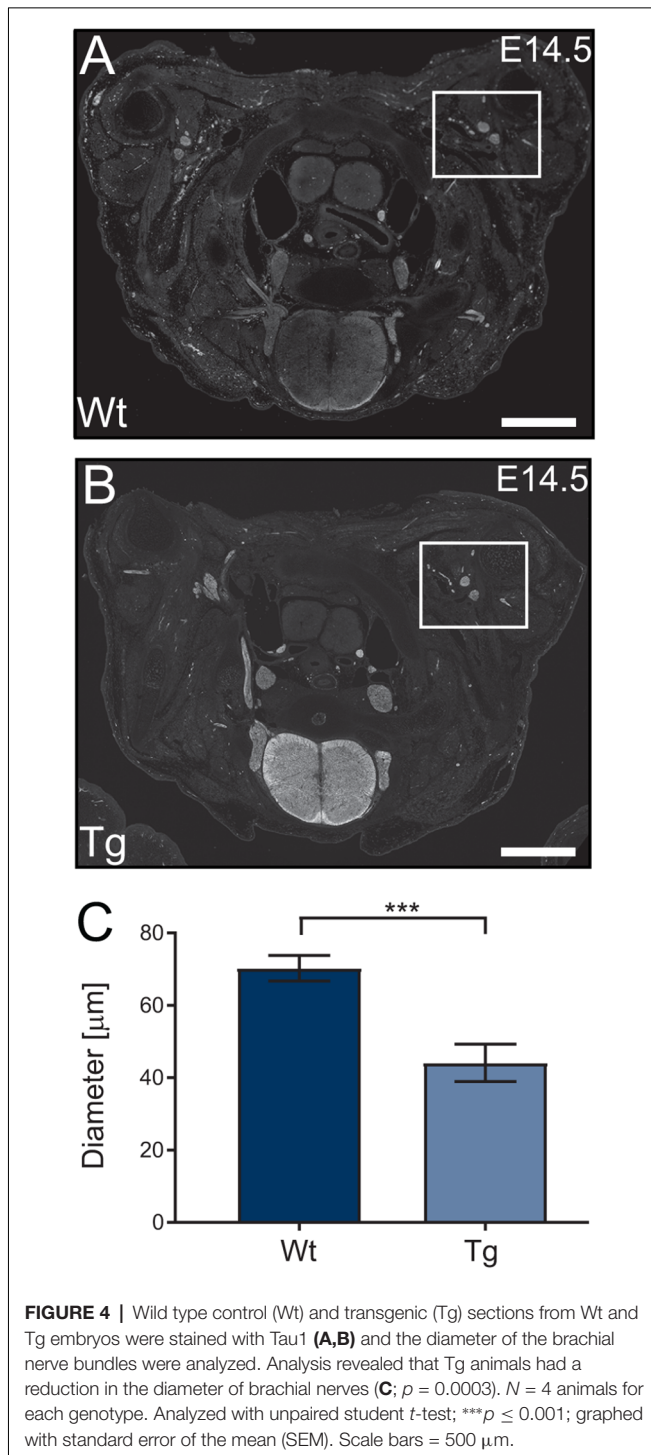 A
E14.5
Wt
B
E14.5
Tg
C
***
Diameter [μm]
80
60
40
20
0
Wt
Tg
FIGURE 4 | Wild type control (Wt) and transgenic (Tg) sections from Wt and
Tg embryos were stained with Tau1 (A,B) and the diameter of the brachial
nerve bundles were analyzed. Analysis revealed that Tg animals had a
reduction in the diameter of brachial nerves (C; p = 0.0003). N = 4 animals for
each genotype. Analyzed with unpaired student t-test; ***p ≤ 0.001; graphed
with standard error of the mean (SEM). Scale bars = 500 μm.